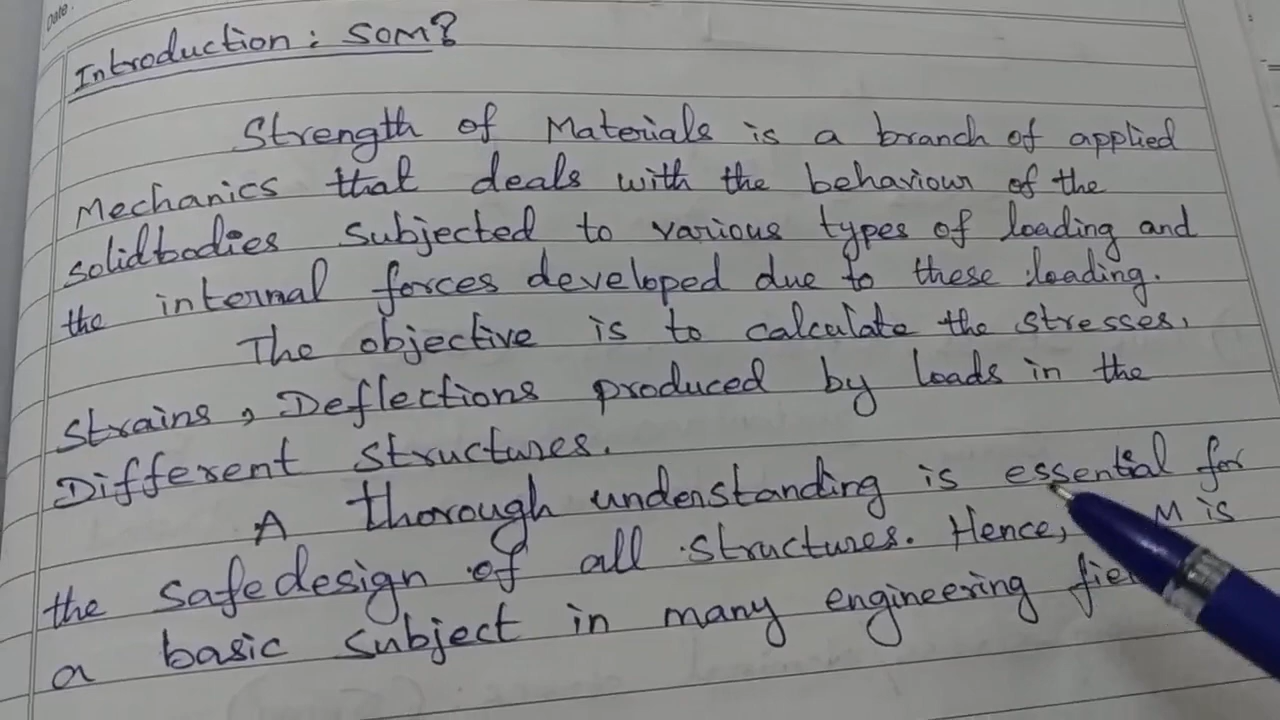 Date.
Introduction: SOM?
Strength of Materials is a branch of applied
Mechanics that deals with the behaviour of the
solidbodies subjected to various types of loading and
the internal forces developed due to these loading.
The objective is to calculate the stresses,
strains, Deflections produced by loads in the
Different structures.
A thorough understanding is essential for
the safedesign of all structures. Hence, M is
a basic subject in many engineering